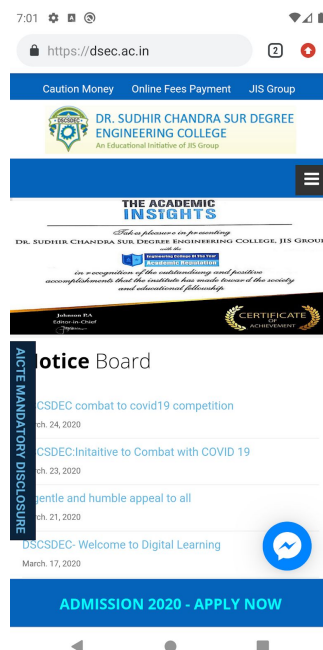 7:01
https://dsec.ac.in
2
Caution Money Online Fees Payment JIS Group
DSCSDEC
DR. SUDHIR CHANDRA SUR DEGREE
ENGINEERING COLLEGE
An Educational Initiative of JIS Group
THE ACADEMIC
INSIGHTS
Takes pleasure in presenting
DR. SUDHIR CHANDRA SUR DEGREE ENGINEERING COLLEGE, JIS GROU
with the
Engineering College Of The Year
Academic Reputation
in recognition of the outstanding and positive
accomplishments that the institute has made toward the society
and educational fellowship.
Johnson P.A
Editor-in-Chief
CERTIFICATE
OF
ACHIEVEMENT
AICTE MANDATORY DISCLOSURE
Notice Board
CSDEC combat to covid19 competition
rch. 24, 2020
CSDEC:Initaitive to Combat with COVID 19
rch. 23, 2020
gentle and humble appeal to all
rch. 21, 2020
DSCSDEC- Welcome to Digital Learning
March. 17, 2020
ADMISSION 2020 - APPLY NOW